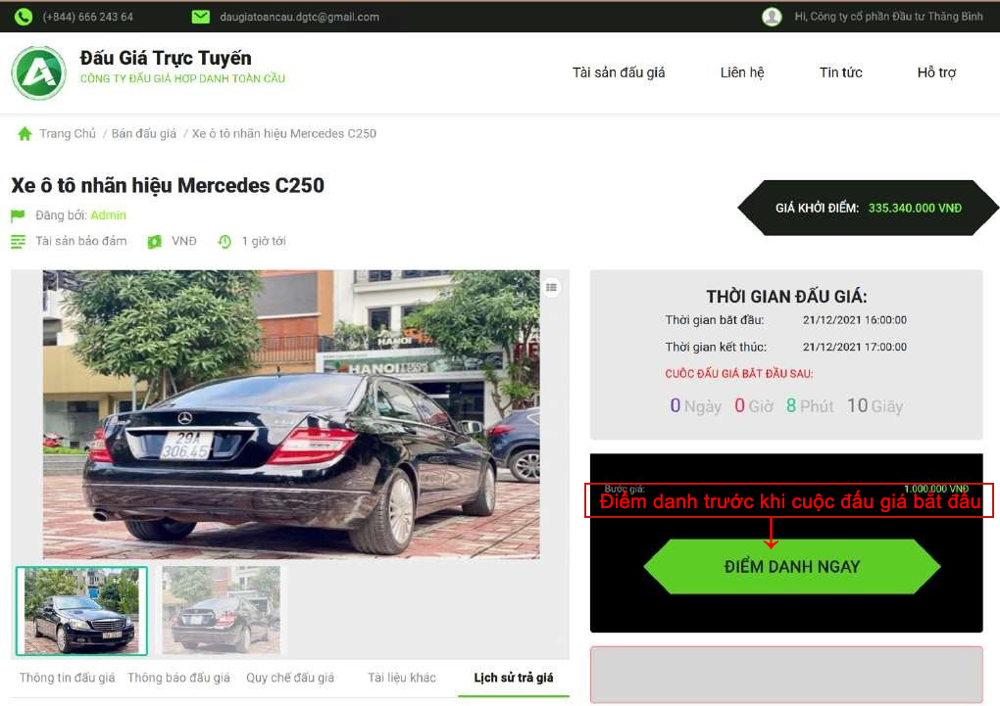 (+844) 666 243 64
daugiatoancau.dgtc@gmail.com
Hi, Công ty cổ phần Đầu tư Thăng Bình
Đấu Giá Trực Tuyến
CÔNG TY ĐẤU GIÁ HỢP DANH TOÀN CẦU
Tài sản đấu giá
Liên hệ
Tin tức
Hỗ trợ
Trang Chủ / Bán đấu giá / Xe ô tô nhãn hiệu Mercedes C250
Xe ô tô nhãn hiệu Mercedes C250
Đăng bởi: Admin
Tài sản bảo đảm
VNĐ
1 giờ tới
GIÁ KHỞI ĐIỂM: 335.340.000 VNĐ
HANOI
HANOI
29A
306.45
THỜI GIAN ĐẤU GIÁ:
Thời gian bắt đầu: 21/12/2021 16:00:00
Thời gian kết thúc: 21/12/2021 17:00:00
CUỘC ĐẤU GIÁ BẮT ĐẦU SAU:
0 Ngày 0 Giờ 8 Phút 10 Giây
Bước giá: 1.000.000 VNĐ
Điểm danh trước khi cuộc đấu giá bắt đầu
ĐIỂM DANH NGAY
Thông tin đấu giá
Thông báo đấu giá
Quy chế đấu giá
Tài liệu khác
Lịch sử trả giá